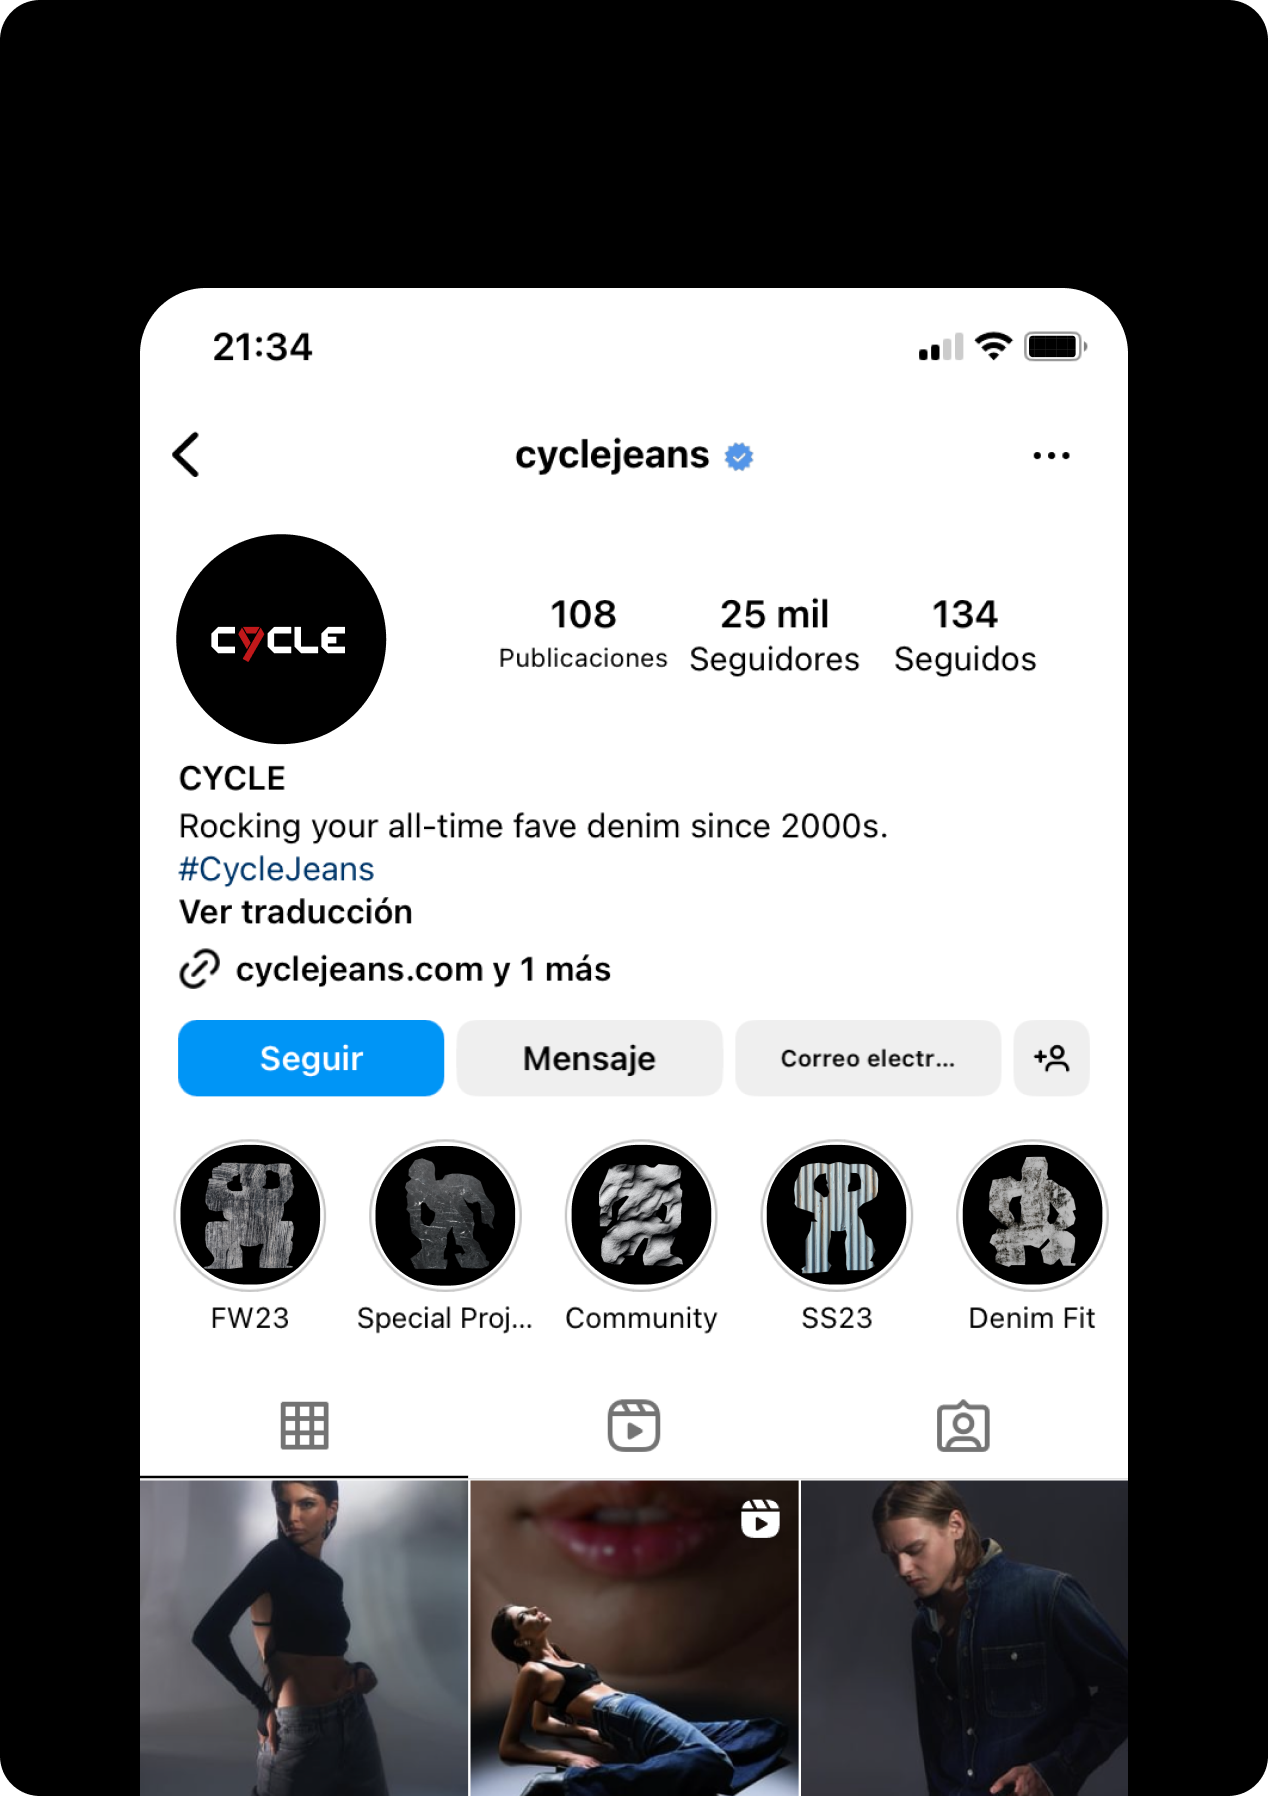 21:34
cyclejeans
CYCLE
108
25 mil
134
Publicaciones
Seguidores
Seguidos
CYCLE
Rocking your all-time fave denim since 2000s.
#CycleJeans
Ver traducción
cyclejeans.com y 1 más
Seguir
Mensaje
Correo electr...
FW23
Special Proj...
Community
SS23
Denim Fit